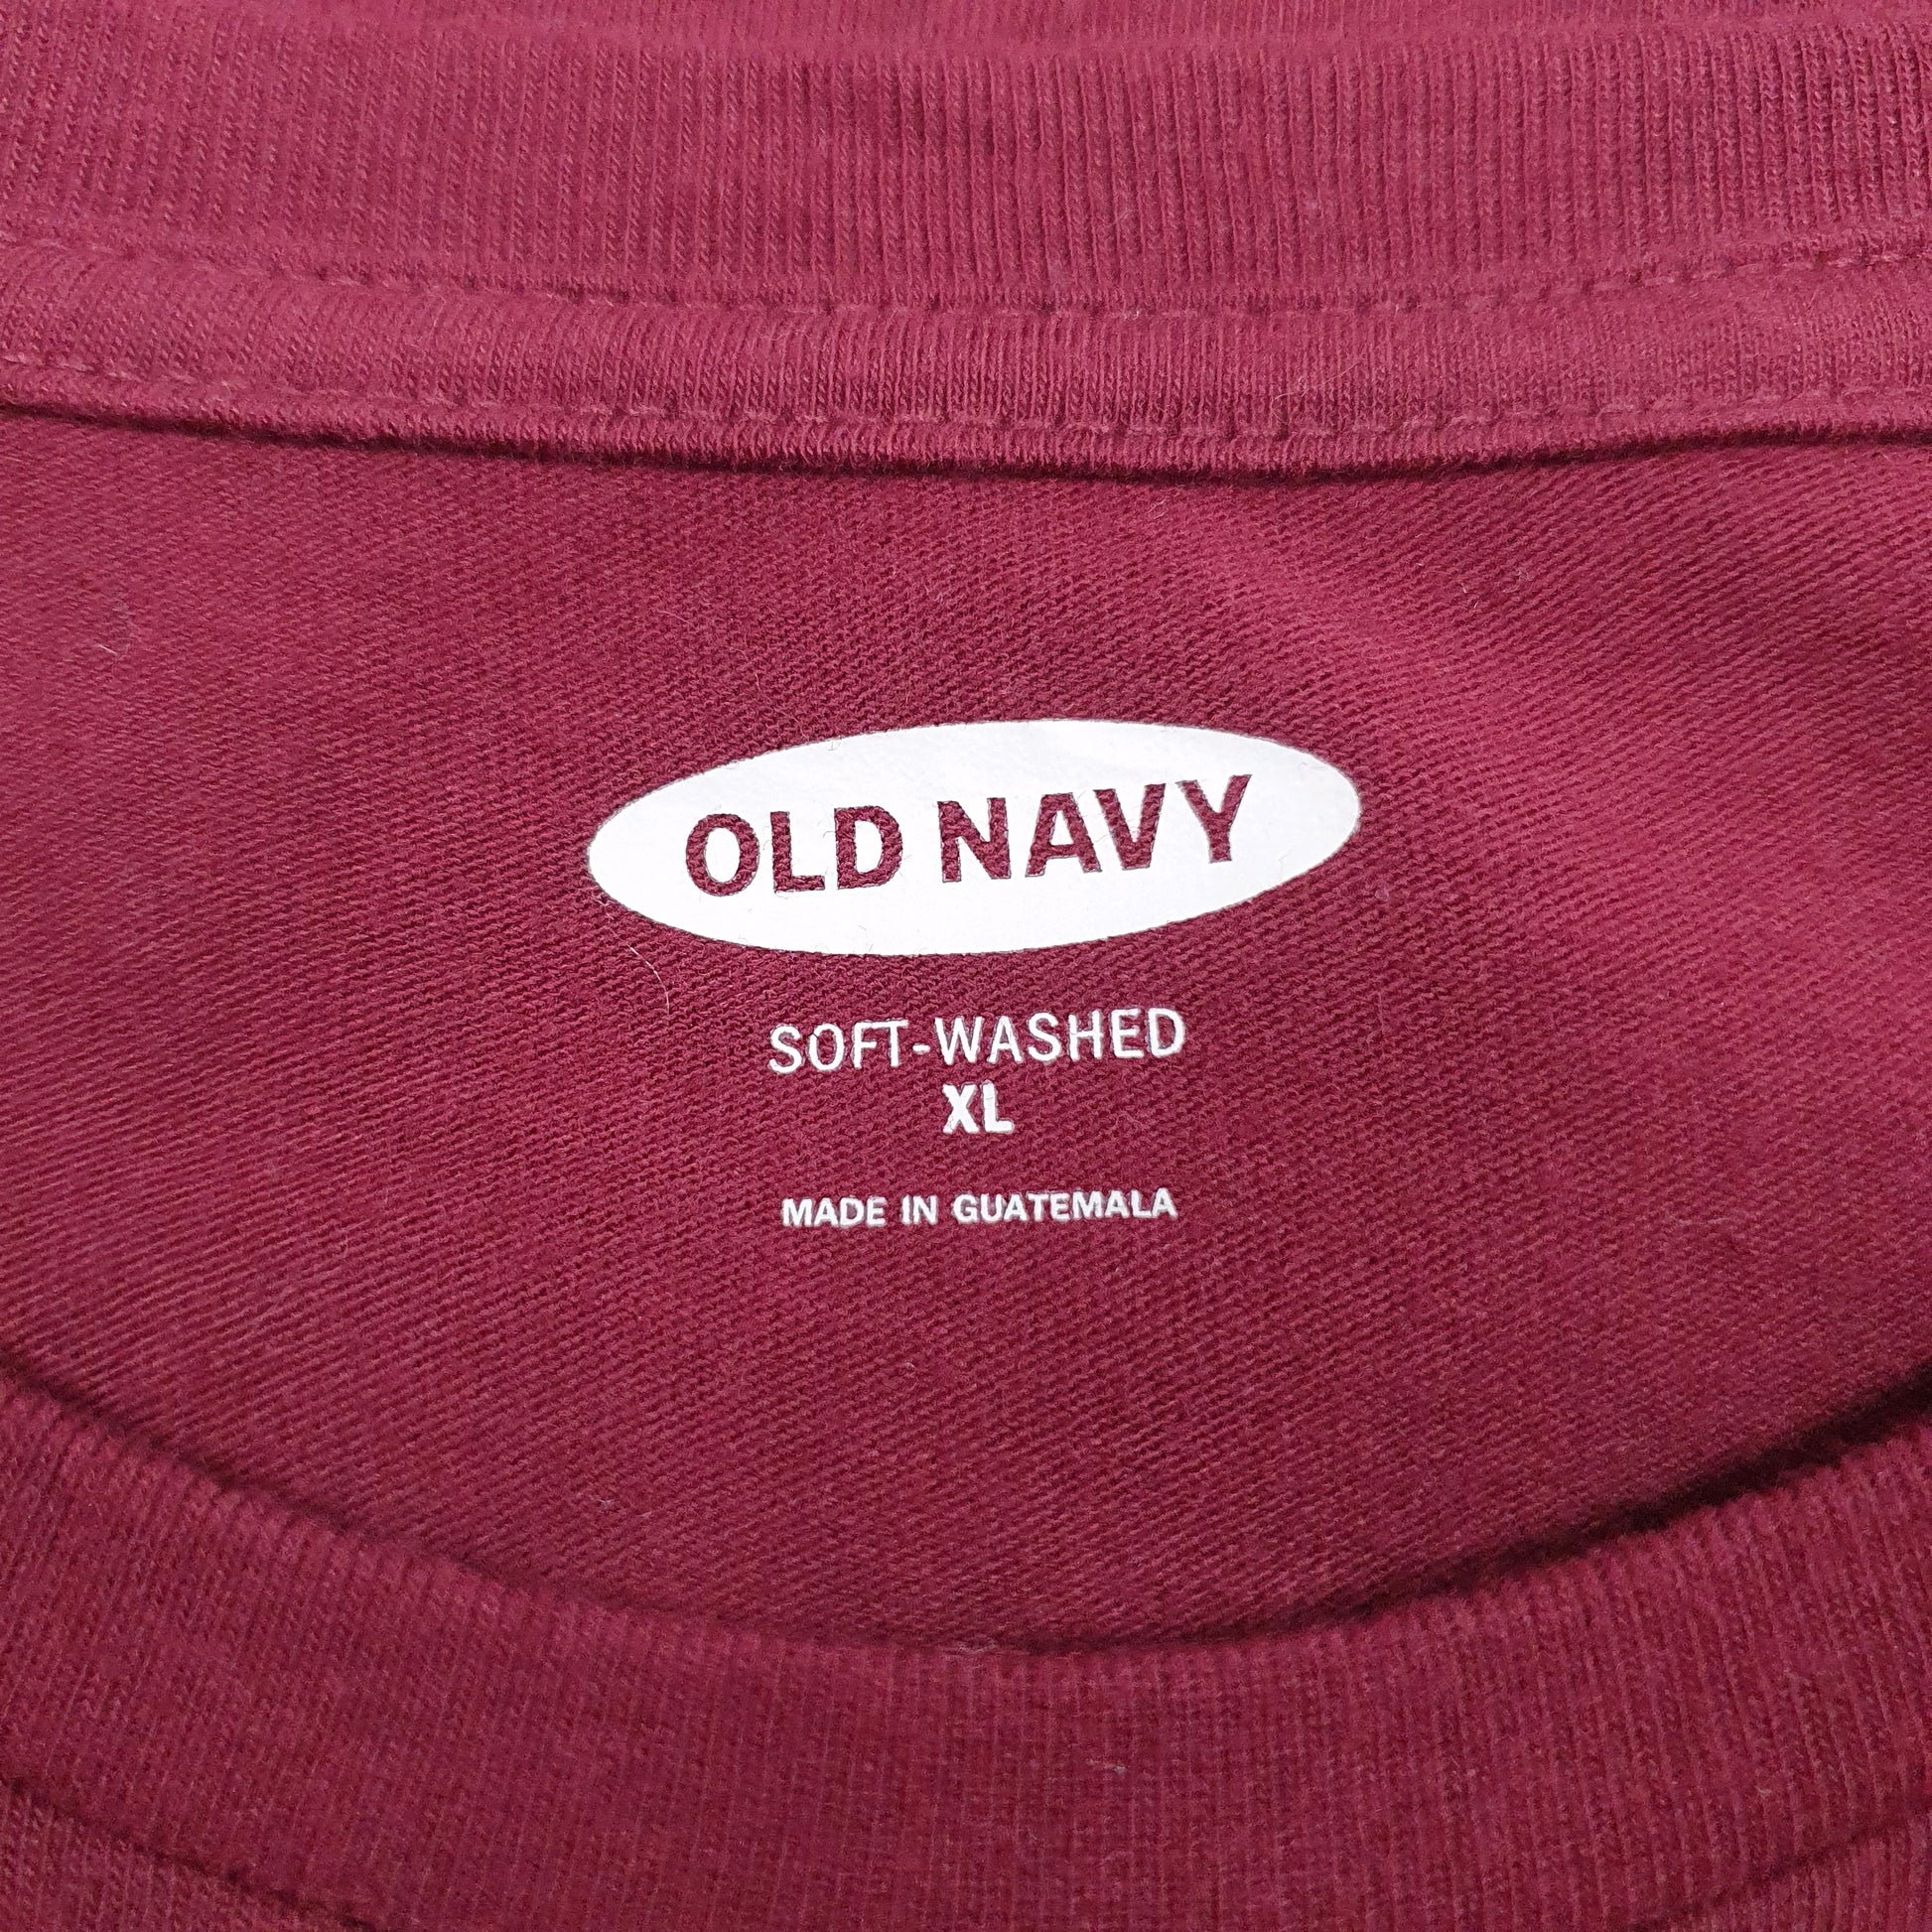 OLD NAVY
SOFT-WASHED
XL
MADE IN GUATEMALA